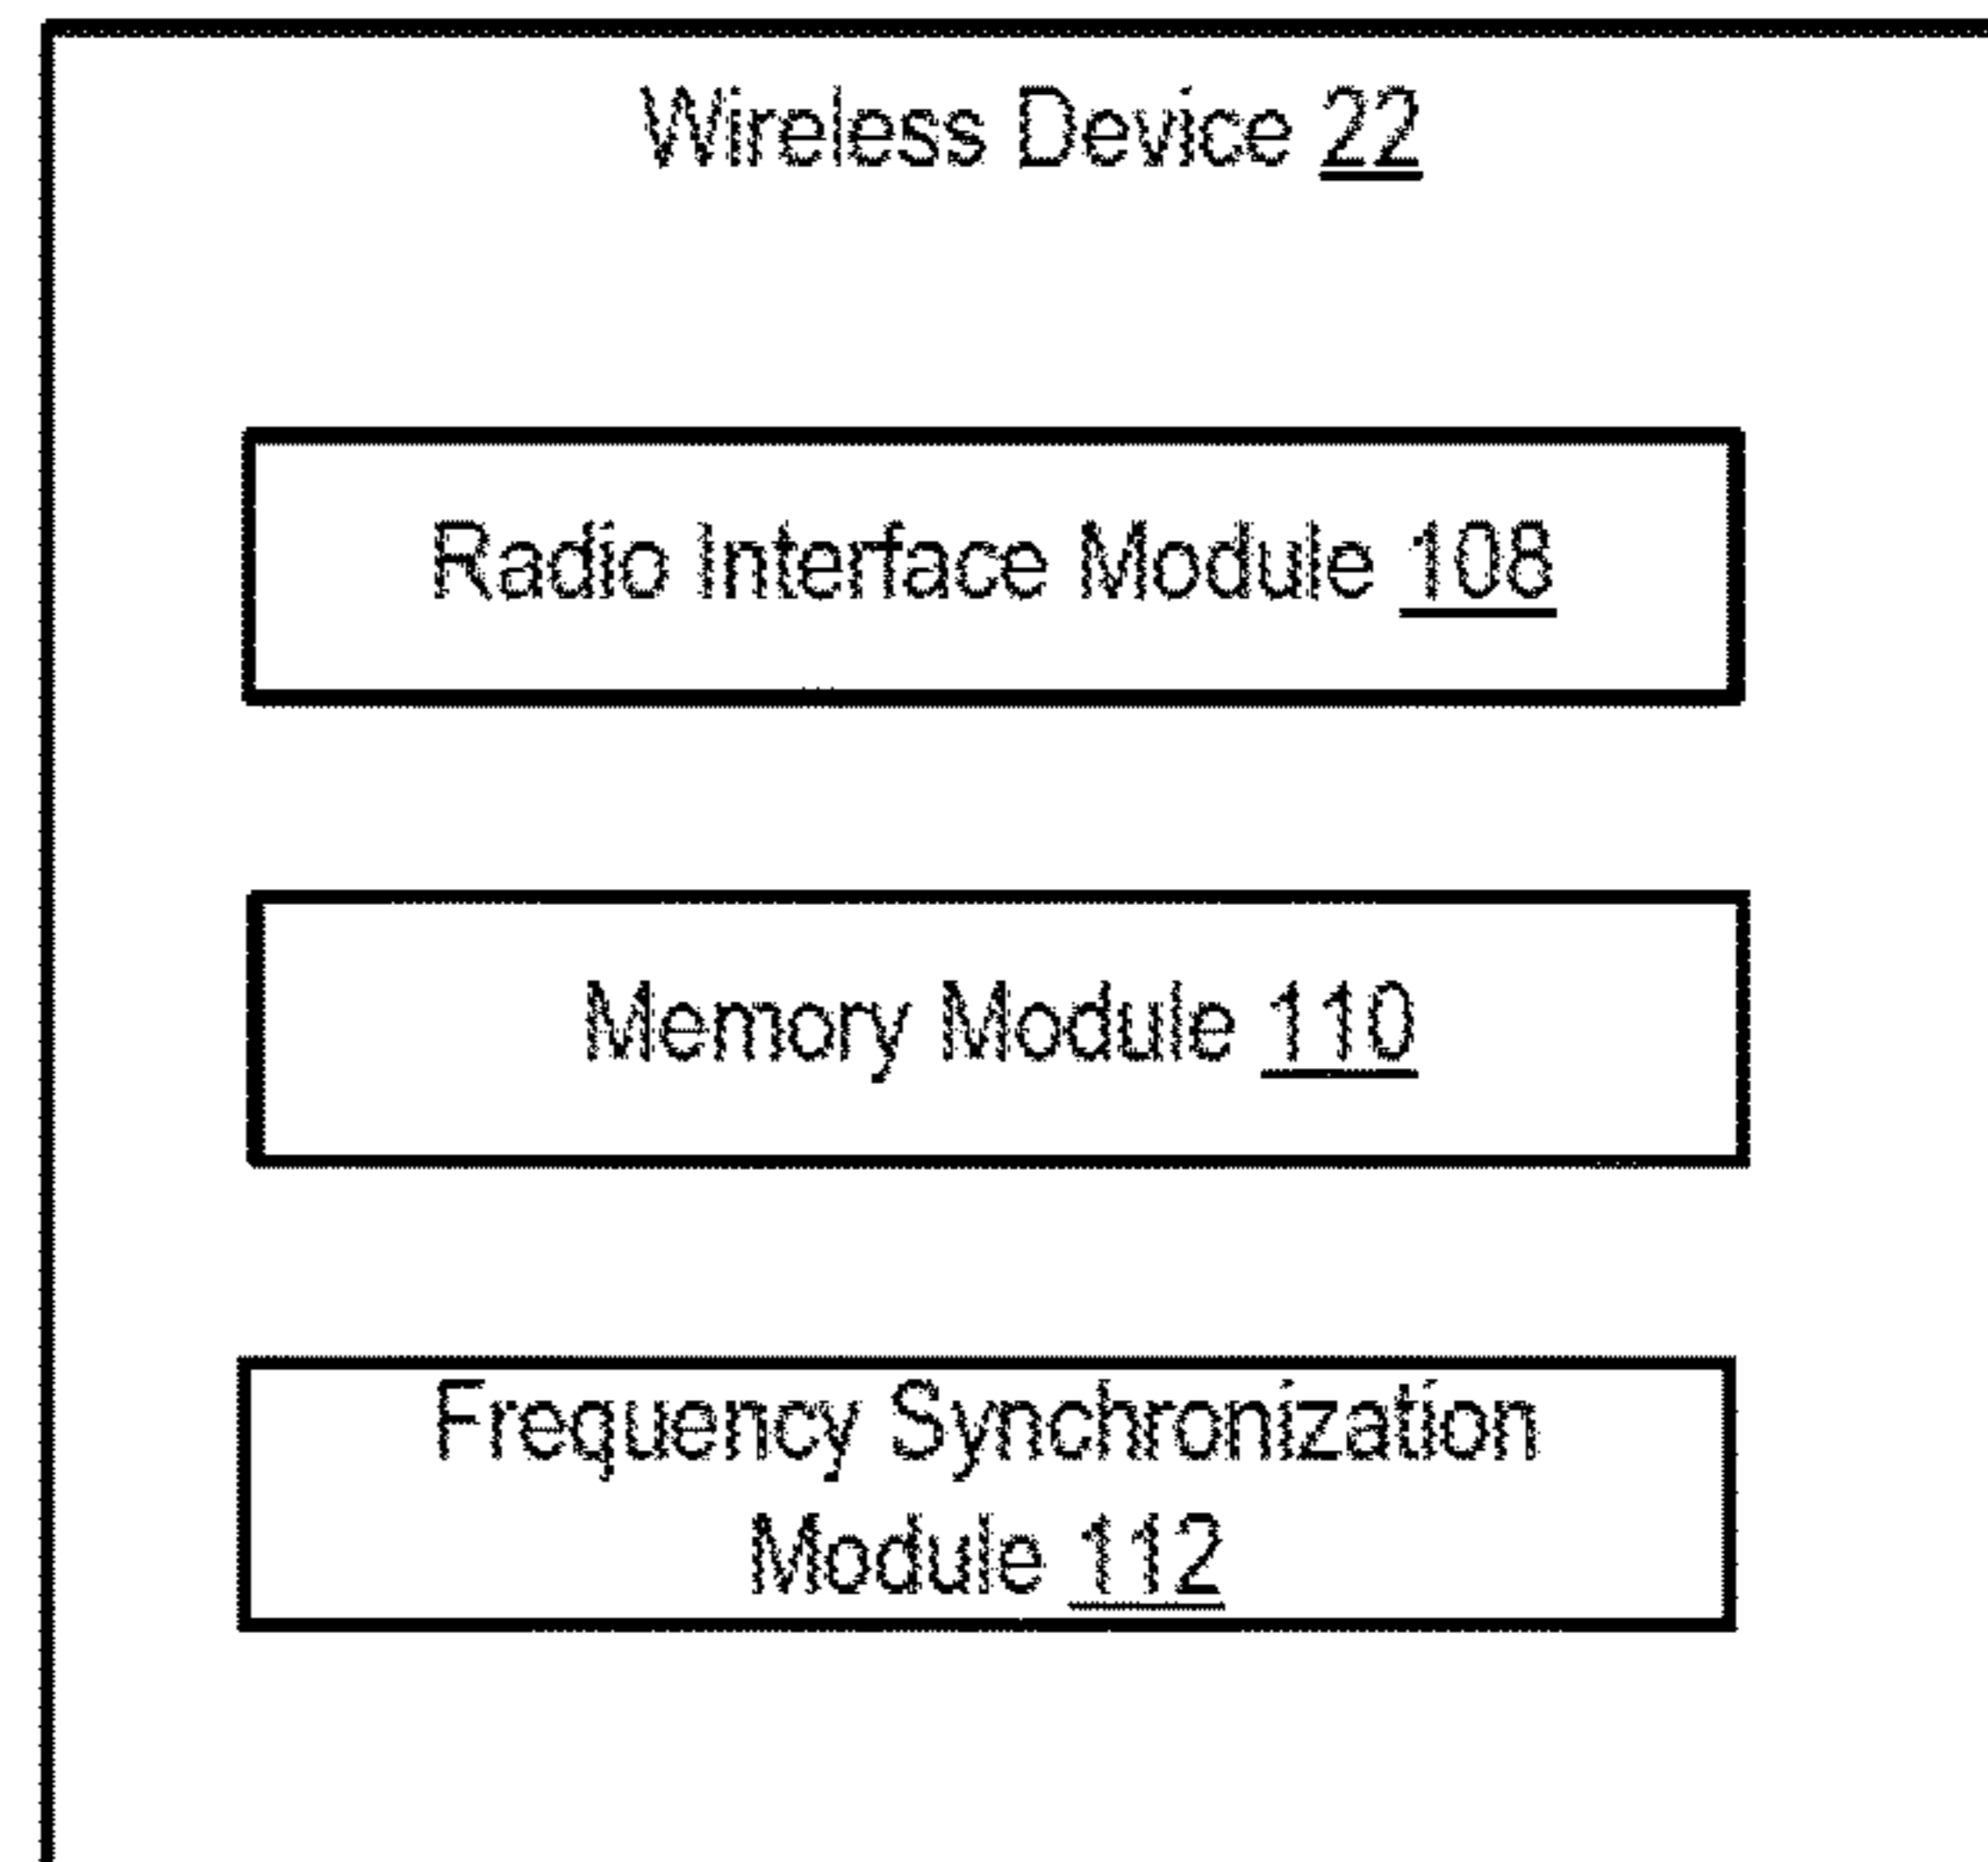 Wireless Device 22
Radio Interface Module 108
Memory Module 110
Frequency Synchronization
Module 112